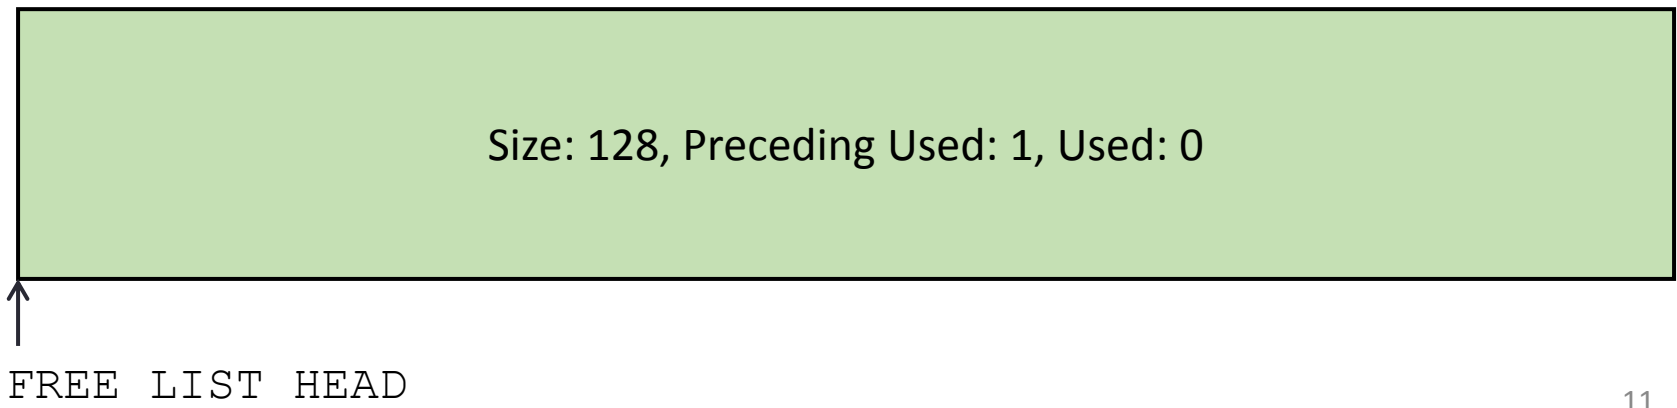 Size: 128, Preceding Used: 1, Used: 0
FREE LIST HEAD
11